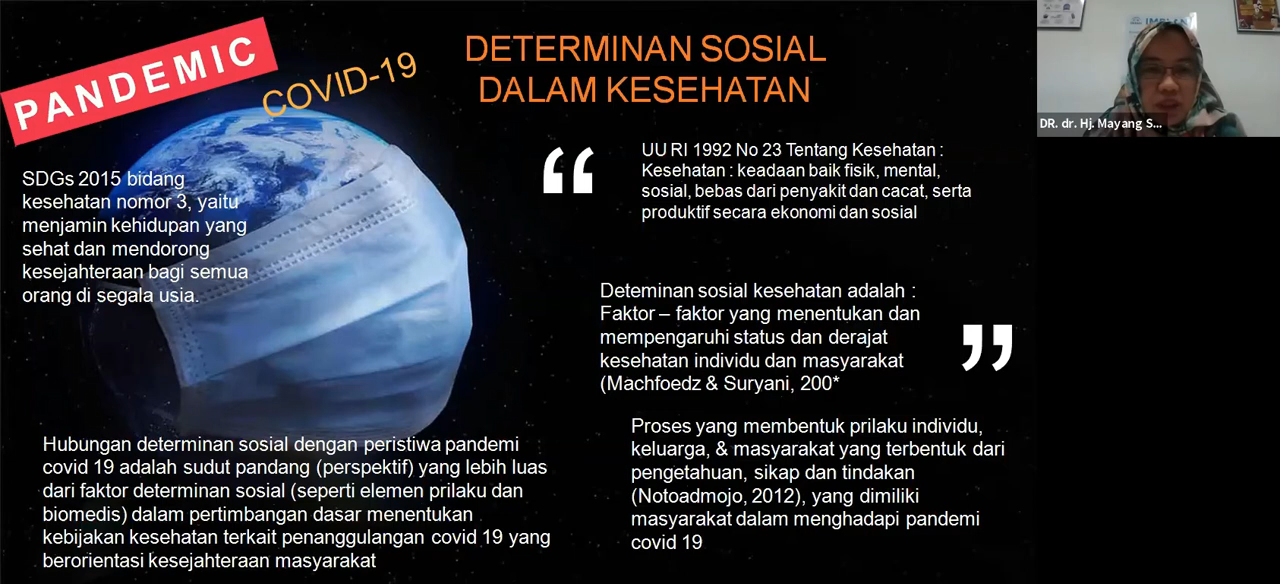 PANDEMIC
COVID-19
DETERMINAN SOSIAL
DALAM KESEHATAN
SDGs 2015 bidang
kesehatan nomor 3, yaitu
menjamin kehidupan yang
sehat dan mendorong
kesejahteraan bagi semua
orang di segala usia.
“
UU RI 1992 No 23 Tentang Kesehatan :
Kesehatan : keadaan baik fisik, mental,
sosial, bebas dari penyakit dan cacat, serta
produktif secara ekonomi dan sosial
Deteminan sosial kesehatan adalah :
Faktor – faktor yang menentukan dan
mempengaruhi status dan derajat
kesehatan individu dan masyarakat
(Machfoedz & Suryani, 200*
”
Hubungan determinan sosial dengan peristiwa pandemi
covid 19 adalah sudut pandang (perspektif) yang lebih luas
dari faktor determinan sosial (seperti elemen prilaku dan
biomedis) dalam pertimbangan dasar menentukan
kebijakan kesehatan terkait penanggulangan covid 19 yang
berorientasi kesejahteraan masyarakat
Proses yang membentuk prilaku individu,
keluarga, & masyarakat yang terbentuk dari
pengetahuan, sikap dan tindakan
(Notoadmojo, 2012), yang dimiliki
masyarakat dalam menghadapi pandemi
covid 19
DR. dr. Hj. Mayang S...